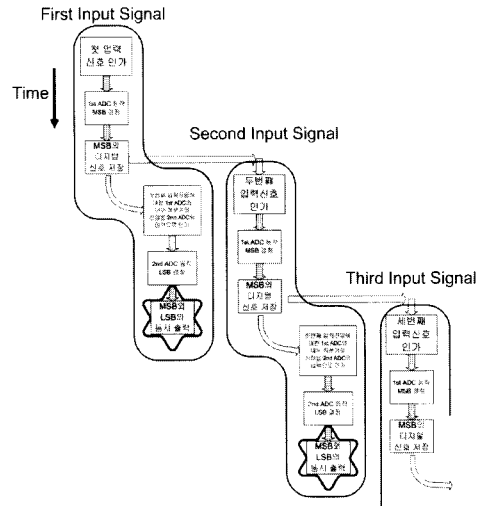 First Input Signal
Time
첫 입력
신호 인가
1st ADC 동작
MSB 결정
MSB의
디지털
신호 저장
2nd ADC 동작
LSB 결정
MSB와
LSB의
동시 출력
Second Input Signal
두번째
입력신호
인가
1st ADC 동작
MSB 결정
MSB의
디지털
신호 저장
2nd ADC 동작
LSB 결정
MSB와
LSB의
동시 출력
Third Input Signal
세번째
입력신호
인가
1st ADC 동작
MSB 결정
MSB의
디지털
신호 저장